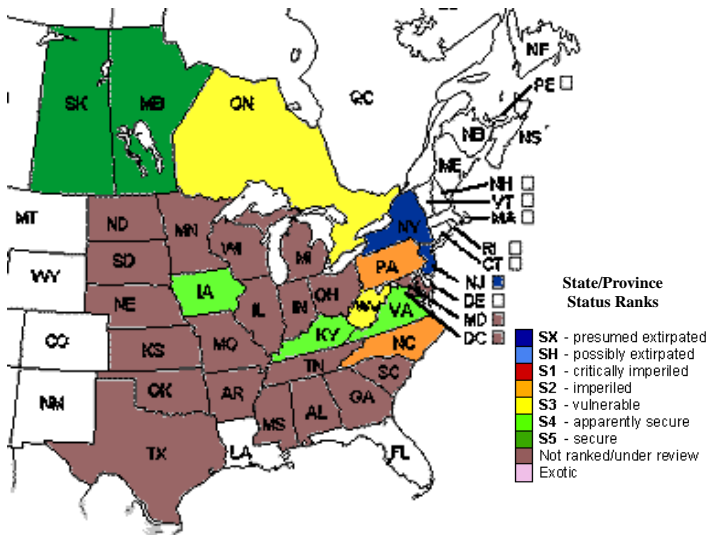 NF
PE
SK
MB
ON
QC
NB
NS
ME
NH
VT
MA
MT
ND
MN
NY
RI
CT
WI
MI
SD
PA
NJ
WY
IA
DE
NE
IL
IN
OH
WV
VA
MD
DC
CO
KS
MO
KY
NC
TN
NM
OK
AR
SC
MS
AL
GA
TX
LA
FL
State/Province
Status Ranks
SX - presumed extirpated
SH - possibly extirpated
S1 - critically imperiled
S2 - imperiled
S3 - vulnerable
S4 - apparently secure
S5 - secure
Not ranked/under review
Exotic